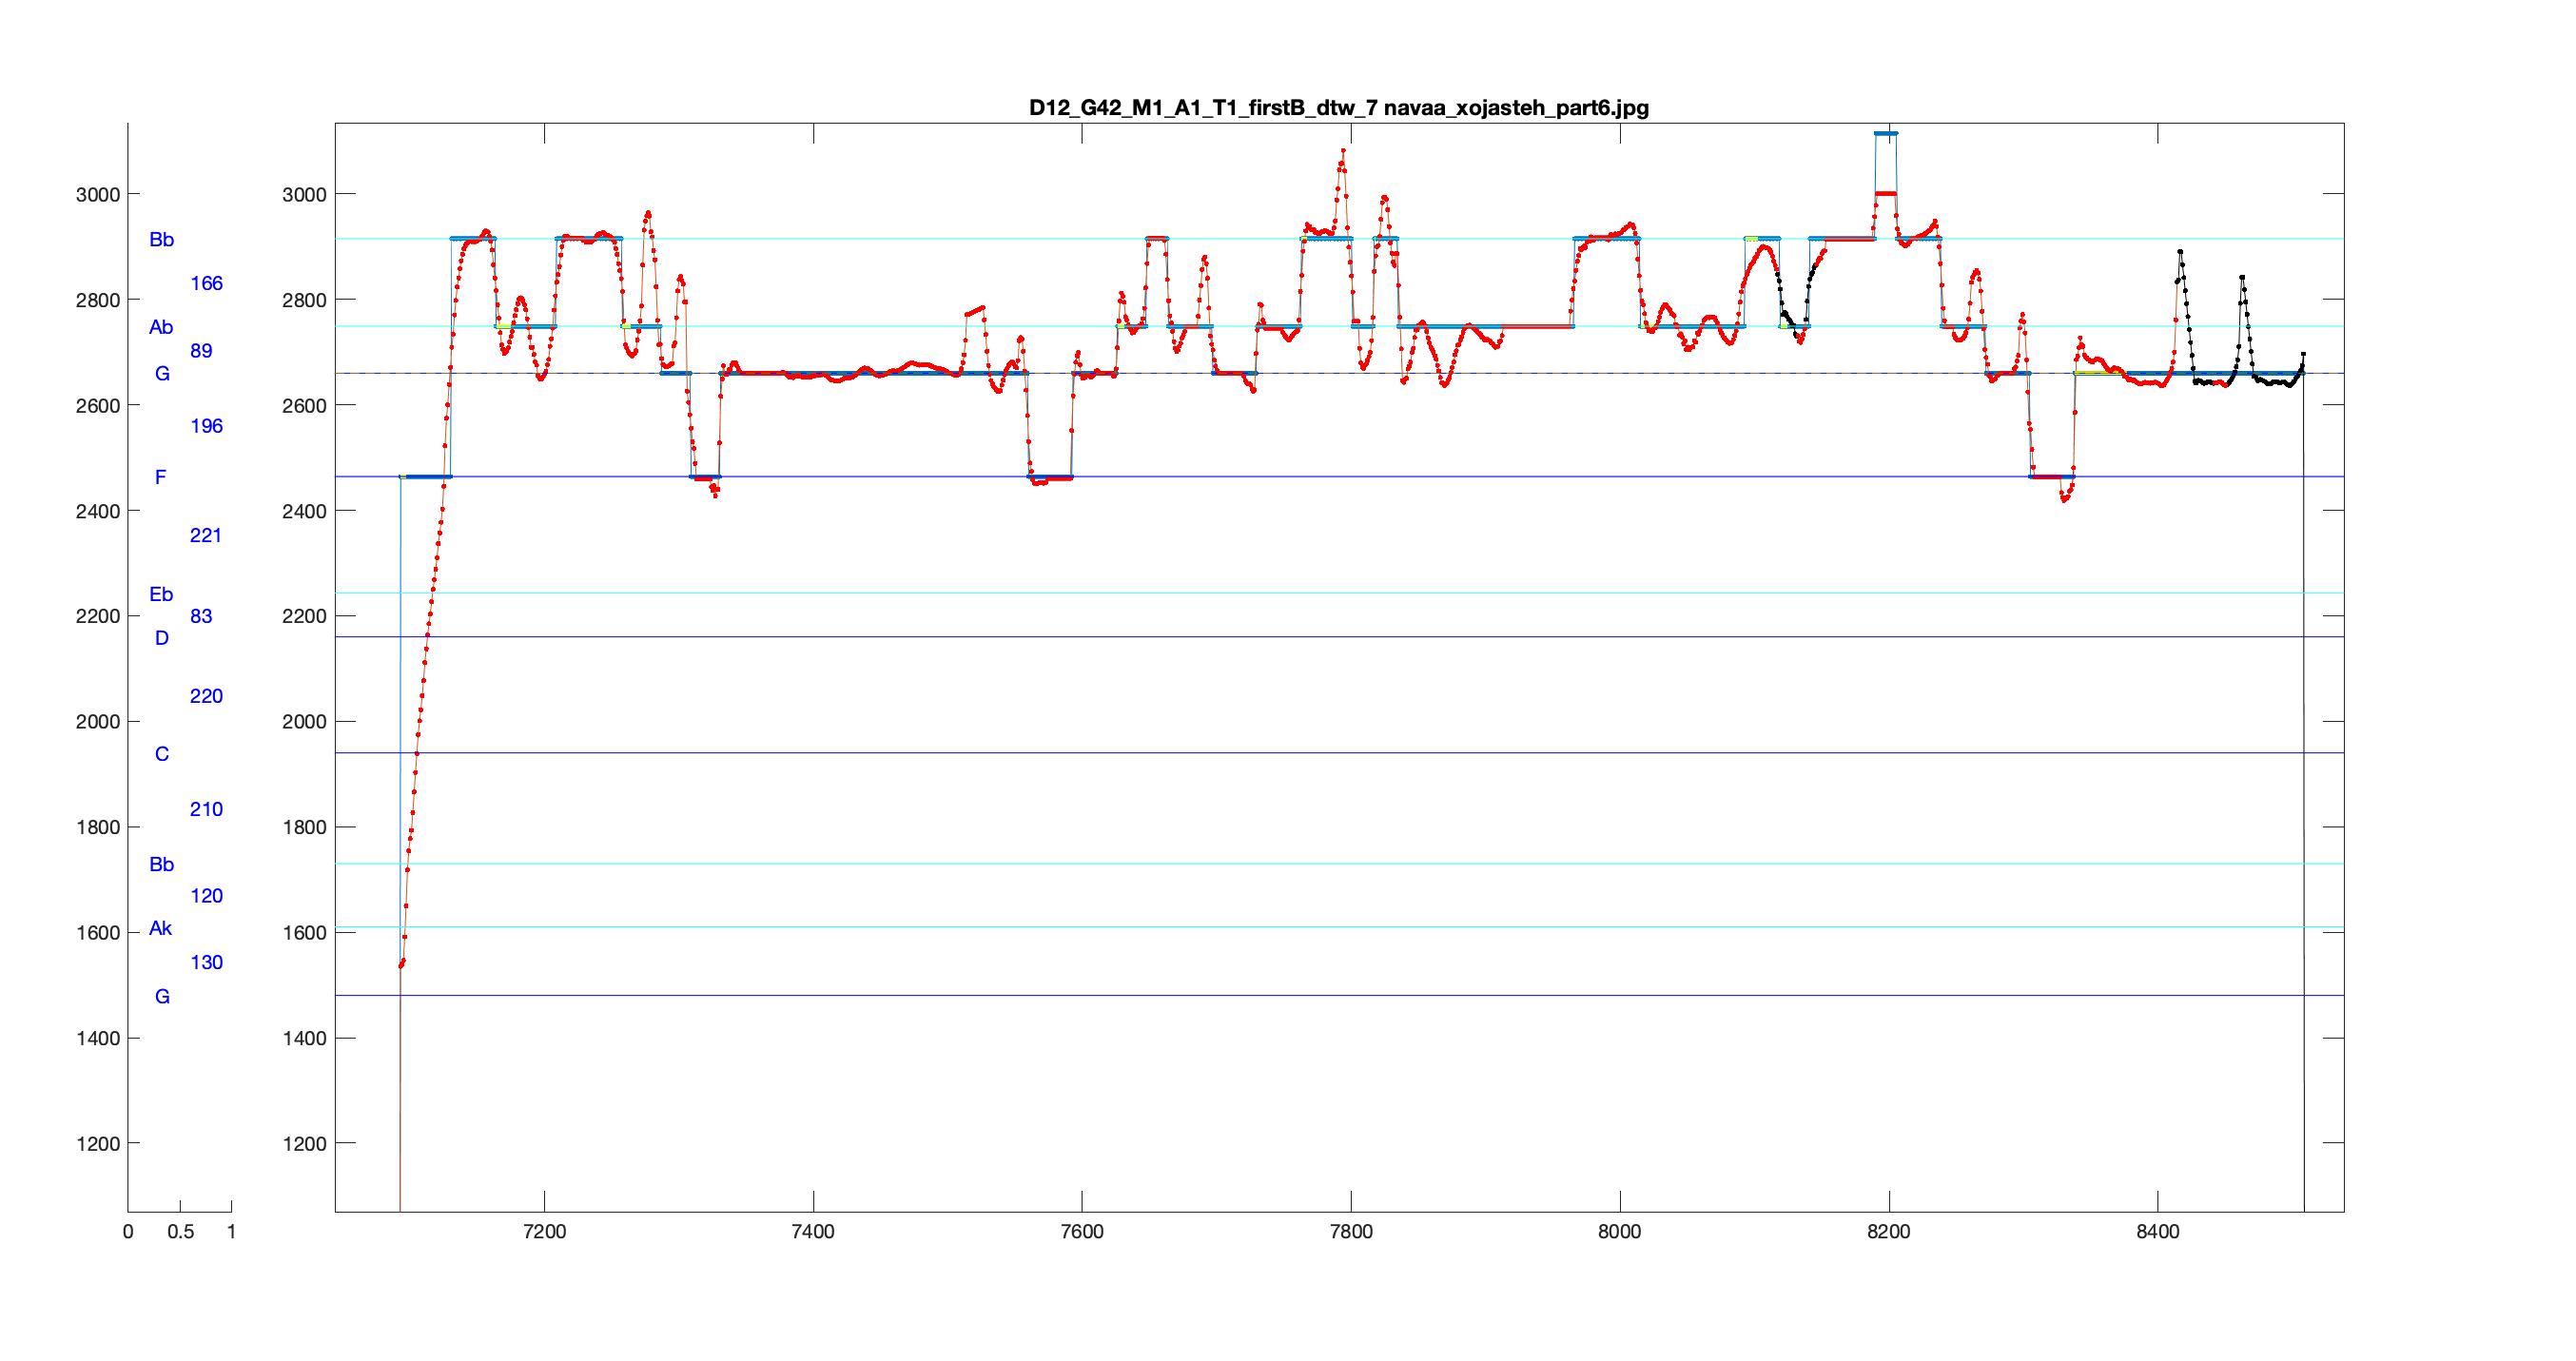 D12_G42_M1_A1_T1_firstB_dtw_7 navaa_xojasteh_part6.jpg
3000 3000
Bb
166
2800 2800
Ab
89
G
2600 2600
196
F
2400 2400
221
Eb
2200 83 2200
D
220
2000 2000
C
210
1800 1800
Bb
120
1600 Ak 1600
130
G
1400 1400
1200 1200
0 0.5 1 7200 7400 7600 7800 8000 8200 8400